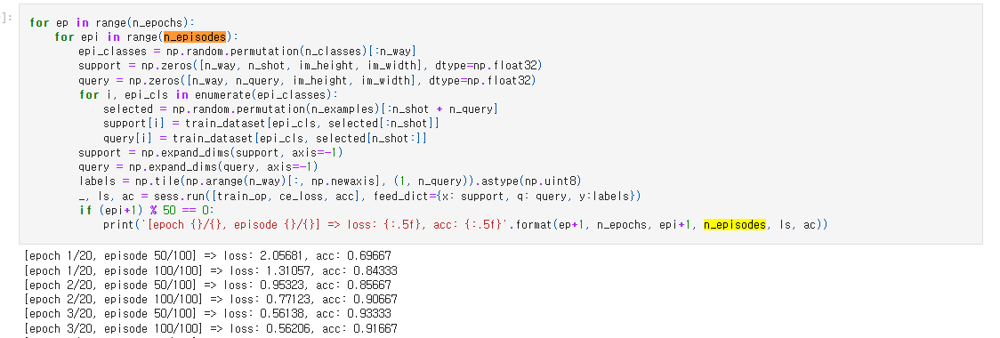 ]:
for ep in range(n_epochs):
    for epi in range(n_episodes):
        epi_classes = np.random.permutation(n_classes)[:n_way]
        support = np.zeros([n_way, n_shot, im_height, im_width], dtype=np.float32)
        query = np.zeros([n_way, n_query, im_height, im_width], dtype=np.float32)
        for i, epi_cls in enumerate(epi_classes):
            selected = np.random.permutation(n_examples)[:n_shot + n_query]
            support[i] = train_dataset[epi_cls, selected[:n_shot]]
            query[i] = train_dataset[epi_cls, selected[n_shot:]]
        support = np.expand_dims(support, axis=-1)
        query = np.expand_dims(query, axis=-1)
        labels = np.tile(np.arange(n_way)[:, np.newaxis], (1, n_query)).astype(np.uint8)
        _, ls, ac = sess.run([train_op, ce_loss, acc], feed_dict={x: support, q: query, y:labels})
        if (epi+1) % 50 == 0:
            print('[epoch {}/{}, episode {}/{}] => loss: {:.5f}, acc: {:.5f}'.format(ep+1, n_epochs, epi+1, n_episodes, ls, ac))
[epoch 1/20, episode 50/100] => loss: 2.05681, acc: 0.69667
[epoch 1/20, episode 100/100] => loss: 1.31057, acc: 0.84333
[epoch 2/20, episode 50/100] => loss: 0.95323, acc: 0.85667
[epoch 2/20, episode 100/100] => loss: 0.77123, acc: 0.90667
[epoch 3/20, episode 50/100] => loss: 0.56138, acc: 0.93333
[epoch 3/20, episode 100/100] => loss: 0.56206, acc: 0.91667